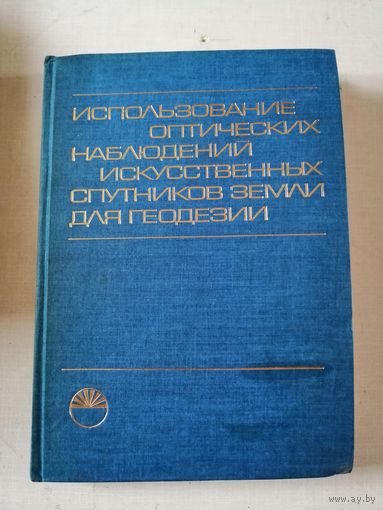 ИСПОЛЬЗОВАНИЕ
ОПТИЧЕСКИХ
НАБЛЮДЕНИЙ
ИСКУССТВЕННЫХ
СПУТНИКОВ ЗЕМЛИ
ДЛЯ ГЕОДЕЗИИ
www.ay.by